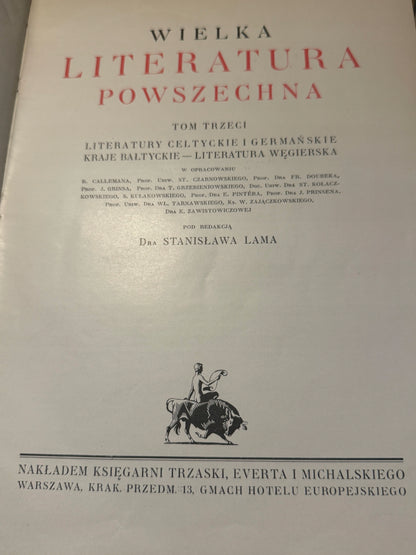 WIELKA
LITERATURA
POWSZECHNA
TOM TRZECI
LITERATURY CELTYCKIE I GERMAŃSKIE
KRAJE BAŁTYCKIE — LITERATURA WĘGIERSKA
W OPRACOWANIU
R. CALLEMANA, PROF. UNIW. ST. CZARNOWSKIEGO, PROF. DRA FR. DOUBEKA,
PROF. J. GRINSA, PROF. DRA T. GRZEBIENIOWSKIEGO, DOC. UNIW. DRA ST. KOŁACZ-
KOWSKIEGO, S. KUŁAKOWSKIEGO, PROF. DRA E. PINTÉRA, PROF. DRA J. PRINSENA,
PROF. UNIW. DRA WŁ. TARNAWSKIEGO, KS. W. ZAJĄCZKOWSKIEGO,
DRA E. ZAWISTOWICZOWEJ
POD REDAKCJĄ
DRA STANISŁAWA LAMA
NAKŁADEM KSIĘGARNI TRZASKI, EVERTA I MICHALSKIEGO
WARSZAWA, KRAK. PRZEDM. 13, GMACH HOTELU EUROPEJSKIEGO